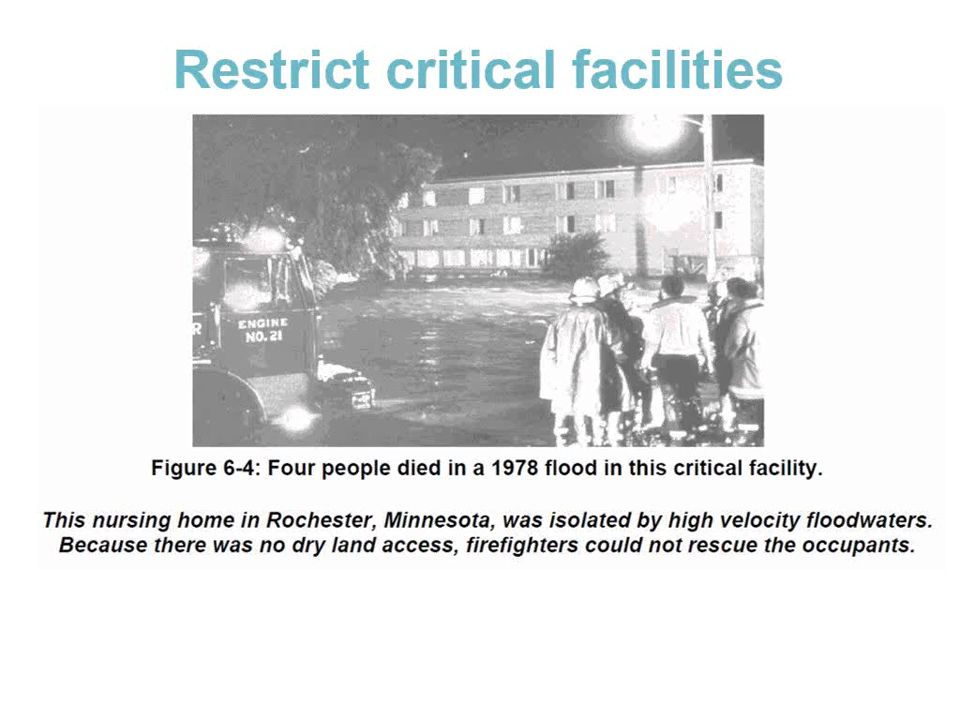 Restrict critical facilities
ENGINE
NO. 21
R
Figure 6-4: Four people died in a 1978 flood in this critical facility.
This nursing home in Rochester, Minnesota, was isolated by high velocity floodwaters.
Because there was no dry land access, firefighters could not rescue the occupants.